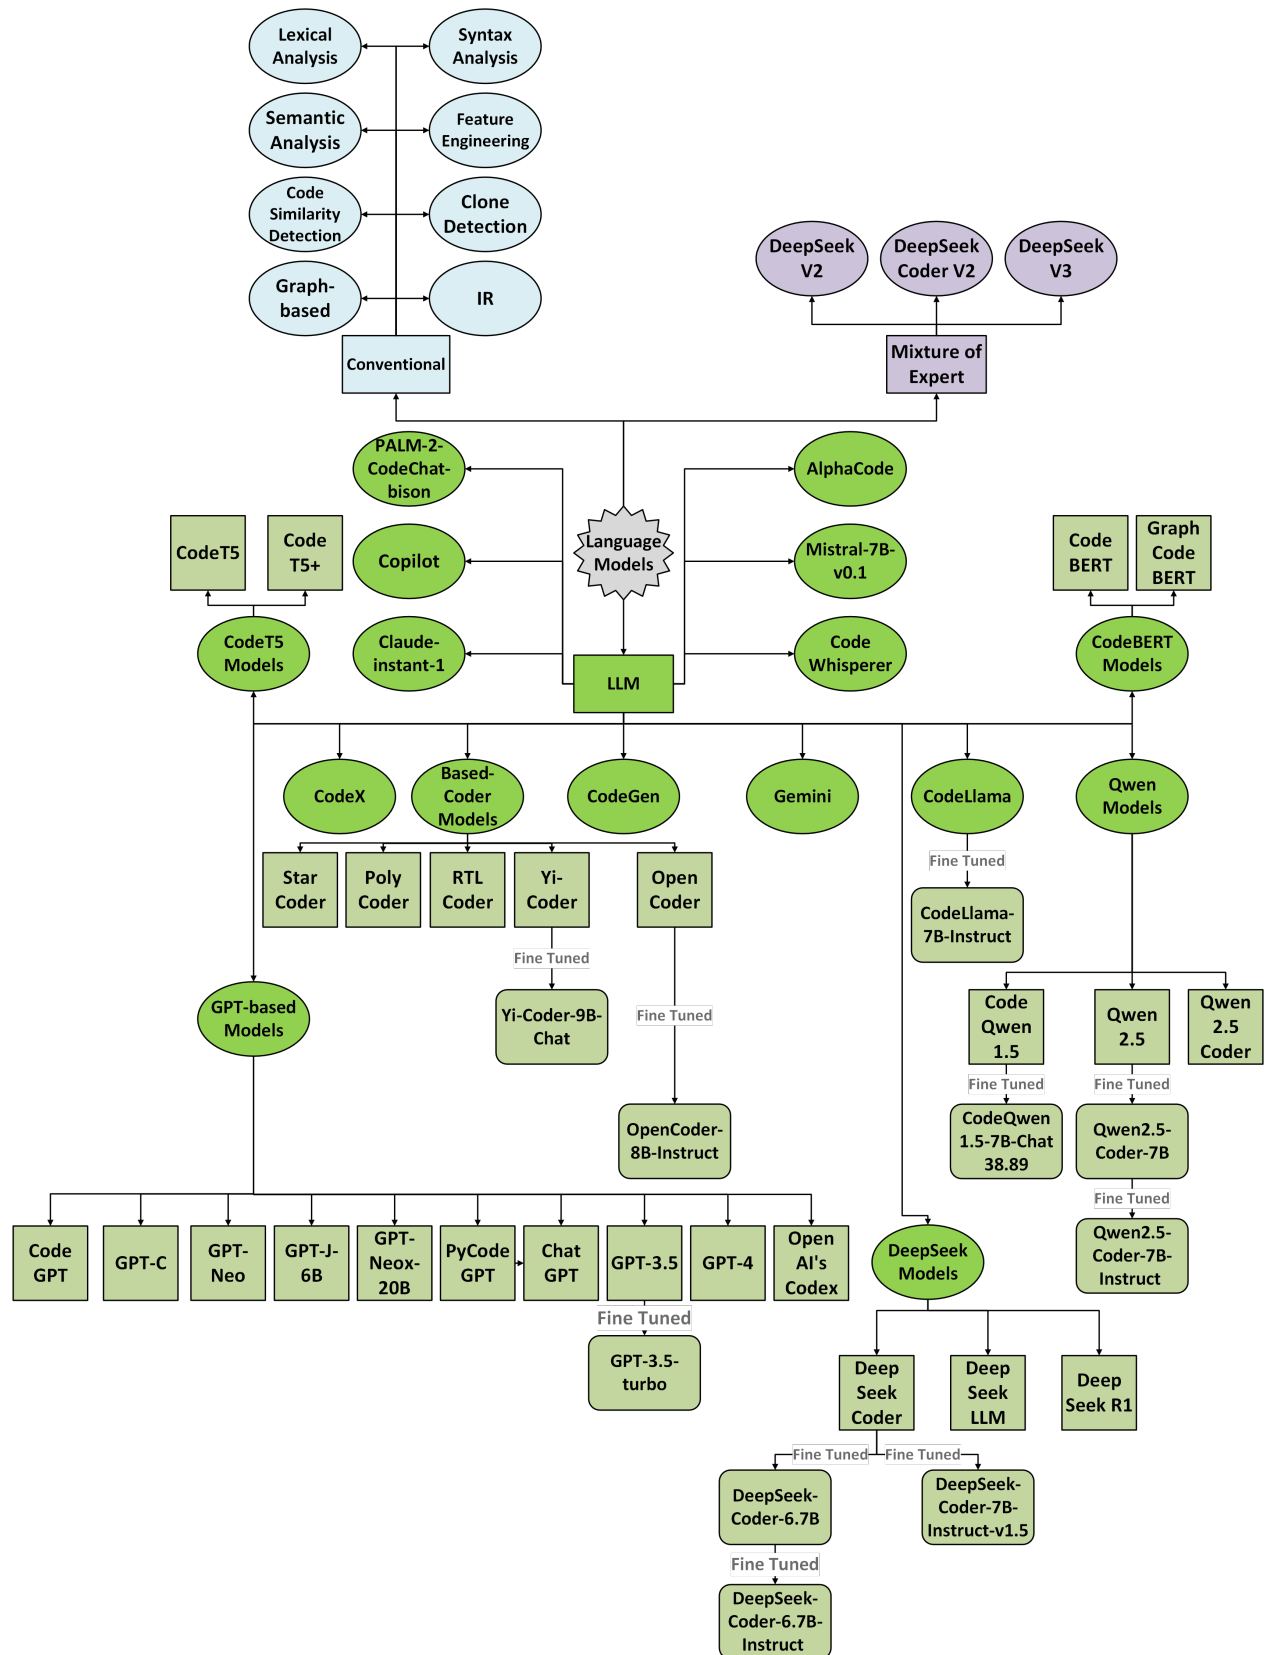 Lexical
Analysis
Syntax
Analysis
Semantic
Analysis
Feature
Engineering
Code
Similarity
Detection
Clone
Detection
Graph-
based
IR
Conventional
DeepSeek
V2
DeepSeek
Coder V2
DeepSeek
V3
Mixture of
Expert
PALM-2-
CodeChat-
bison
AlphaCode
Language
Models
Copilot
Mistral-7B-
v0.1
Claude-
instant-1
Code
Whisperer
LLM
CodeT5
Code
T5+
CodeT5
Models
Code
BERT
Graph
Code
BERT
CodeBERT
Models
CodeX
Based-
Coder
Models
CodeGen
Gemini
CodeLlama
Qwen
Models
Star
Coder
Poly
Coder
RTL
Coder
Yi-
Coder
Open
Coder
Fine Tuned
CodeLlama-
7B-Instruct
Fine Tuned
Yi-Coder-9B-
Chat
Fine Tuned
OpenCoder-
8B-Instruct
GPT-based
Models
Code
Qwen
1.5
Qwen
2.5
Qwen
2.5
Coder
Fine Tuned
Fine Tuned
CodeQwen
1.5-7B-Chat
38.89
Qwen2.5-
Coder-7B
Fine Tuned
Qwen2.5-
Coder-7B-
Instruct
Code
GPT
GPT-C
GPT-
Neo
GPT-J-
6B
GPT-
Neox-
20B
PyCode
GPT
Chat
GPT
GPT-3.5
GPT-4
Open
AI's
Codex
Fine Tuned
GPT-3.5-
turbo
DeepSeek
Models
Deep
Seek
Coder
Deep
Seek
LLM
Deep
Seek R1
Fine Tuned
Fine Tuned
DeepSeek-
Coder-6.7B
DeepSeek-
Coder-7B-
Instruct-v1.5
Fine Tuned
DeepSeek-
Coder-6.7B-
Instruct